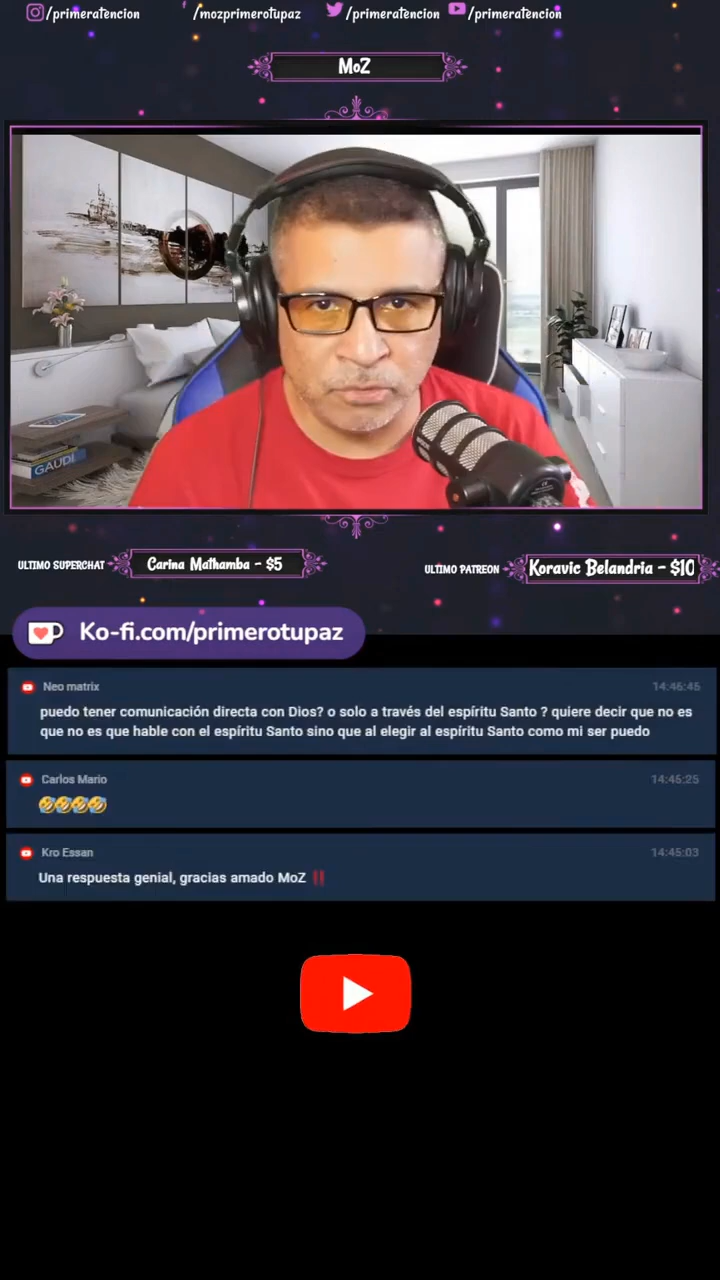 /primeratencion /mozprimerotupaz /primeratencion /primeratencion
MoZ
GAUDÍ
ULTIMO SUPERCHAT Carina Mathamba - $5
ULTIMO PATREON Koravic Belandria - $10
Ko-fi.com/primerotupaz
Neo matrix 14:45:45
puedo tener comunicación directa con Dios? o solo a través del espíritu Santo ? quiere decir que no es
que no es que hable con el espíritu Santo sino que al elegir al espíritu Santo como mi ser puedo
Carlos Mario 14:45:25
🤣🤣🤣🤣
Kro Essan 14:45:03
Una respuesta genial, gracias amado MoZ ‼️